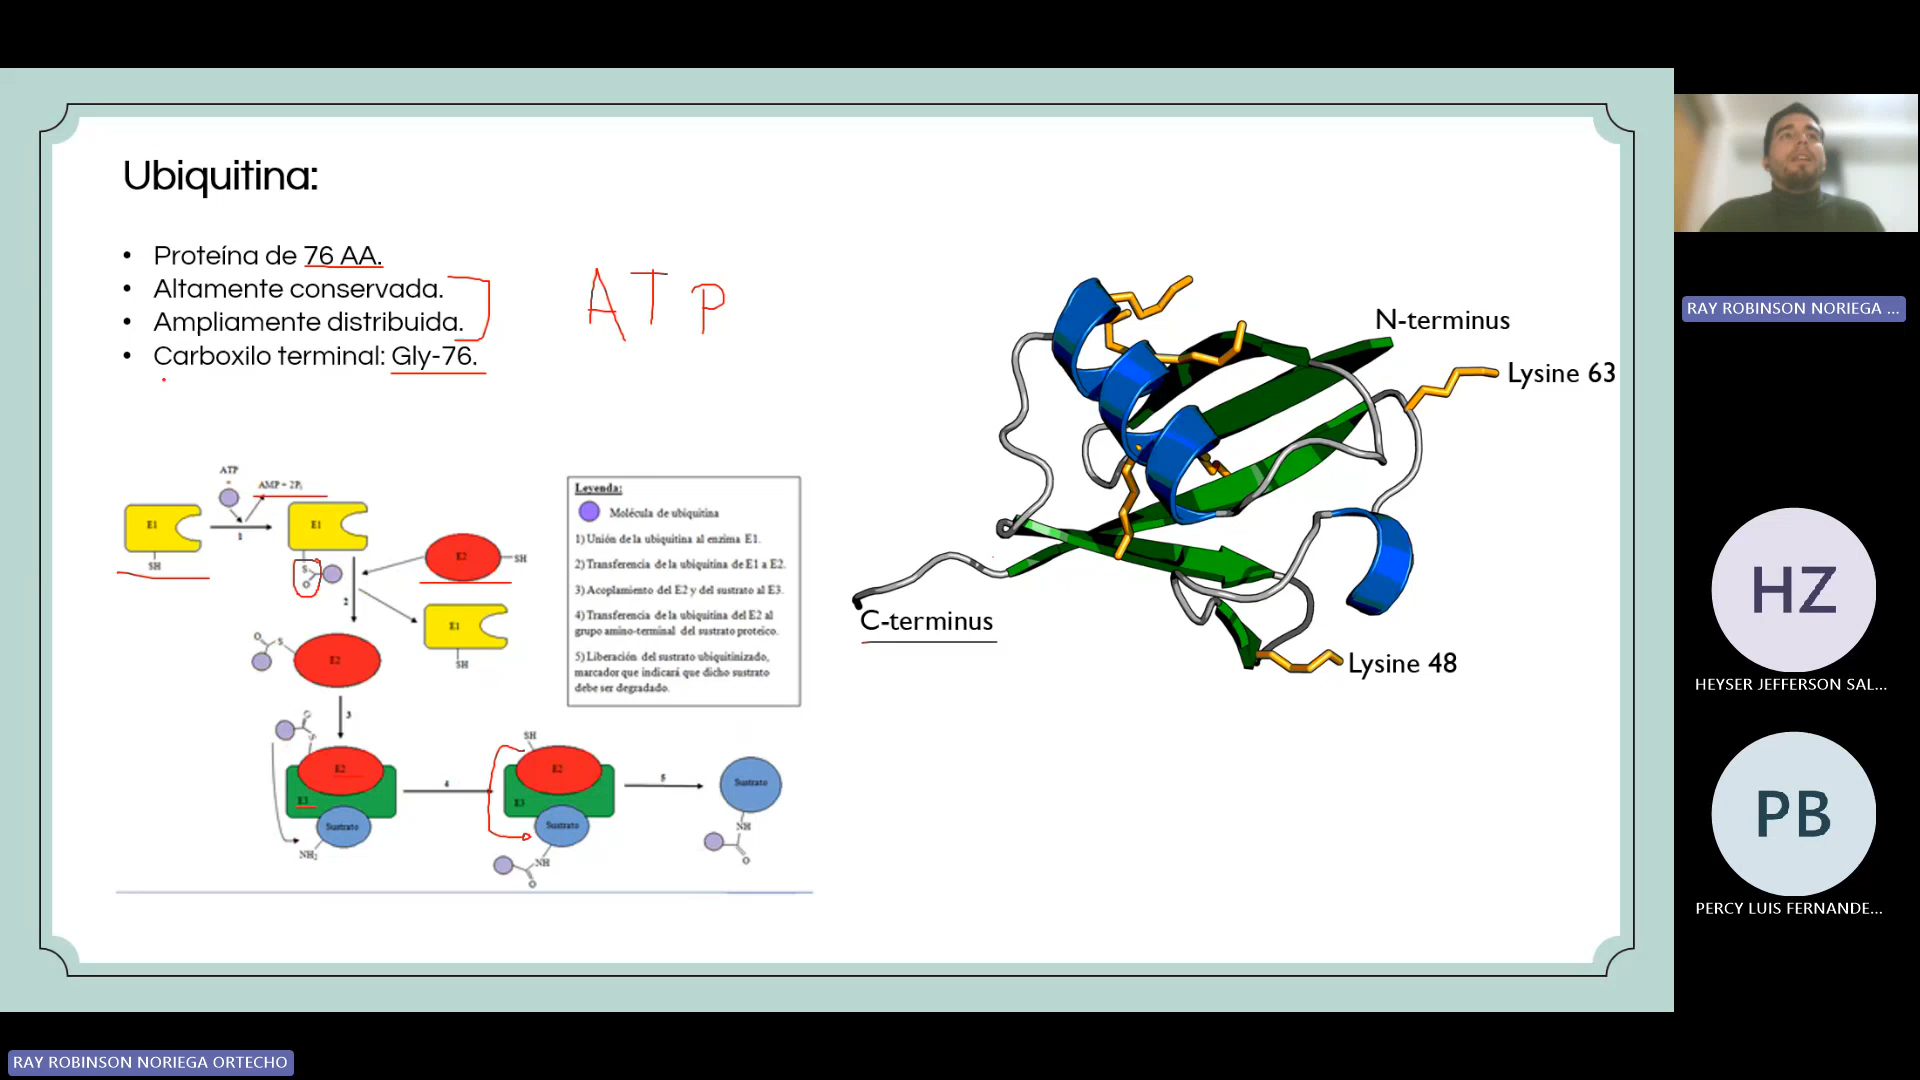 Ubiquitina:
• Proteína de 76 AA.
• Altamente conservada.
• Ampliamente distribuida.
• Carboxilo terminal: Gly-76.
ATP
ATP
AMP + 2Pi
E1
SH
1
E1
S
O
2
E2
SH
E1
SH
O
S
E2
3
O
S
E2
E3
Sustrato
NH2
4
SH
E2
E3
Sustrato
NH
O
5
Sustrato
NH
O
Leyenda:
Molécula de ubiquitina
1) Unión de la ubiquitina al enzima E1.
2) Transferencia de la ubiquitina de E1 a E2.
3) Acoplamiento del E2 y del sustrato al E3.
4) Transferencia de la ubiquitina del E2 al
grupo amino-terminal del sustrato proteico.
5) Liberación del sustrato ubiquitinizado,
marcador que indicará que dicho sustrato
debe ser degradado.
N-terminus
Lysine 63
C-terminus
Lysine 48
RAY ROBINSON NORIEGA ...
HZ
HEYSER JEFFERSON SAL...
PB
PERCY LUIS FERNANDE...
RAY ROBINSON NORIEGA ORTECHO